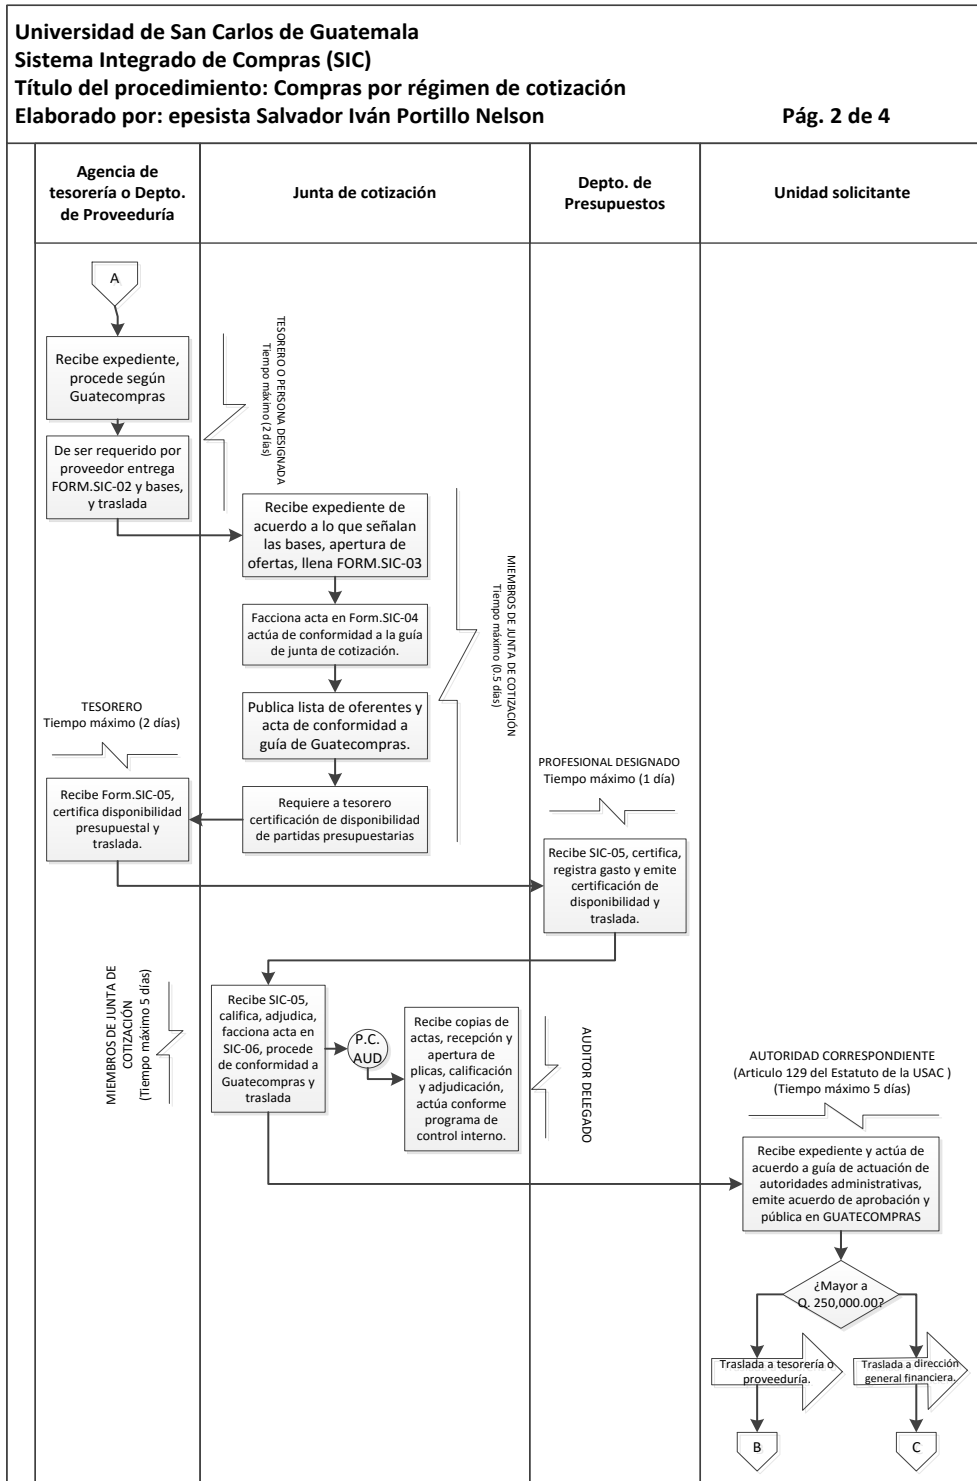 Universidad de San Carlos de Guatemala
Sistema Integrado de Compras (SIC)
Título del procedimiento: Compras por régimen de cotización
Elaborado por: epesista Salvador Iván Portillo Nelson
Pág. 2 de 4
Agencia de
tesorería o Depto.
de Proveeduría
Junta de cotización
Depto. de
Presupuestos
Unidad solicitante
A
Recibe expediente,
procede según
Guatecompras
TESORERO O PERSONA DESIGNADA
Tiempo máximo (2 días)
De ser requerido por
proveedor entrega
FORM.SIC-02 y bases,
y traslada
Recibe expediente de
acuerdo a lo que señalan
las bases, apertura de
ofertas, llena FORM.SIC-03
MIEMBROS DE JUNTA DE COTIZACIÓN
Tiempo máximo (0.5 días)
Facciona acta en Form.SIC-04
actúa de conformidad a la guía
de junta de cotización.
Publica lista de oferentes y
acta de conformidad a
guía de Guatecompras.
Requiere a tesorero
certificación de disponibilidad
de partidas presupuestarias
TESORERO
Tiempo máximo (2 días)
Recibe Form.SIC-05,
certifica disponibilidad
presupuestal y
traslada.
PROFESIONAL DESIGNADO
Tiempo máximo (1 día)
Recibe SIC-05, certifica,
registra gasto y emite
certificación de
disponibilidad y
traslada.
MIEMBROS DE JUNTA DE
COTIZACIÓN
(Tiempo máximo 5 días)
Recibe SIC-05,
califica, adjudica,
facciona acta en
SIC-06, procede
de conformidad a
Guatecompras y
traslada
P.C.
AUD
Recibe copias de
actas, recepción y
apertura de
plicas, calificación
y adjudicación,
actúa conforme
programa de
control interno.
AUDITOR DELEGADO
AUTORIDAD CORRESPONDIENTE
(Articulo 129 del Estatuto de la USAC )
(Tiempo máximo 5 días)
Recibe expediente y actúa de
acuerdo a guía de actuación de
autoridades administrativas,
emite acuerdo de aprobación y
pública en GUATECOMPRAS
¿Mayor a
Q. 250,000.00?
Traslada a tesorería o
proveeduría.
Traslada a dirección
general financiera.
B
C